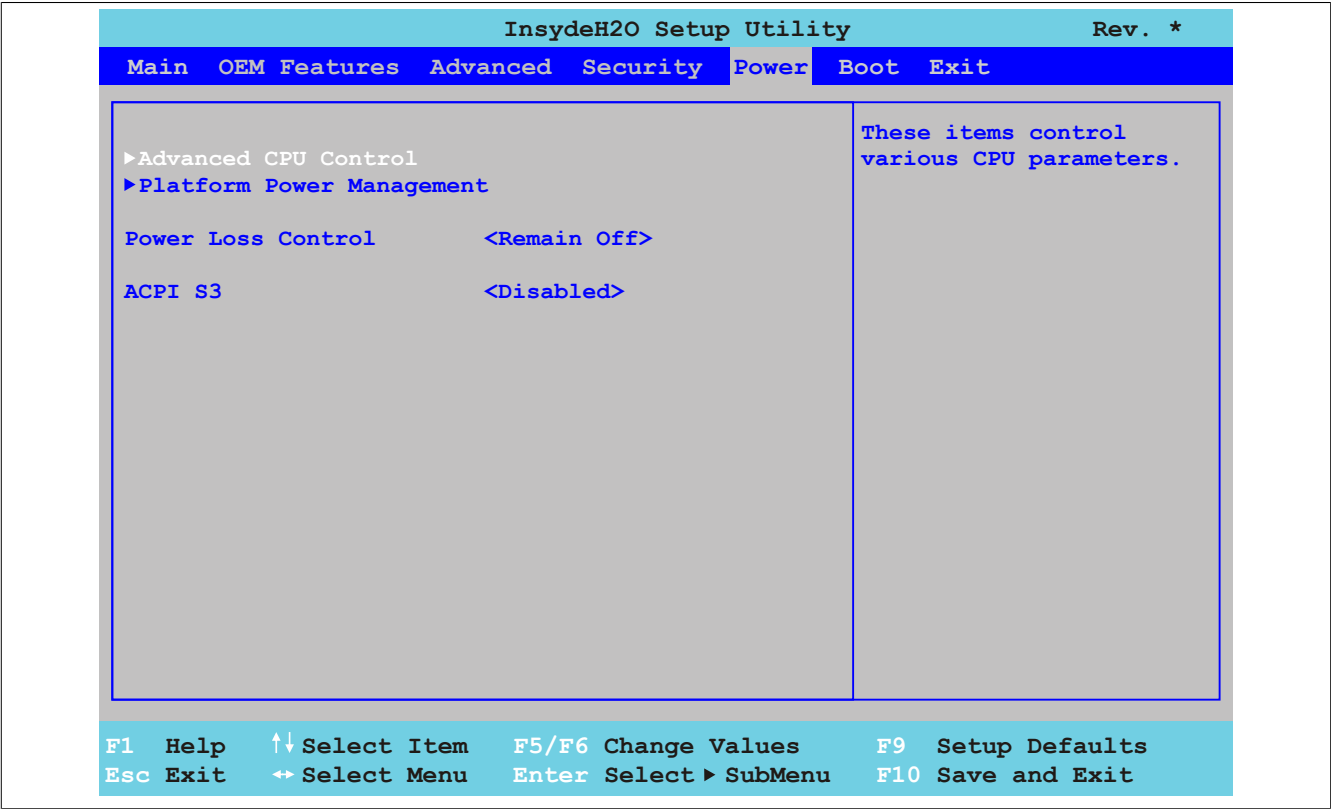 InsydeH2O Setup Utility Rev. *
Main OEM Features Advanced Security Power Boot Exit
These items control
various CPU parameters.
▶Advanced CPU Control
▶Platform Power Management
Power Loss Control <Remain Off>
ACPI S3 <Disabled>
F1 Help ↑↓ Select Item F5/F6 Change Values F9 Setup Defaults
Esc Exit ↔ Select Menu Enter Select ▶ SubMenu F10 Save and Exit